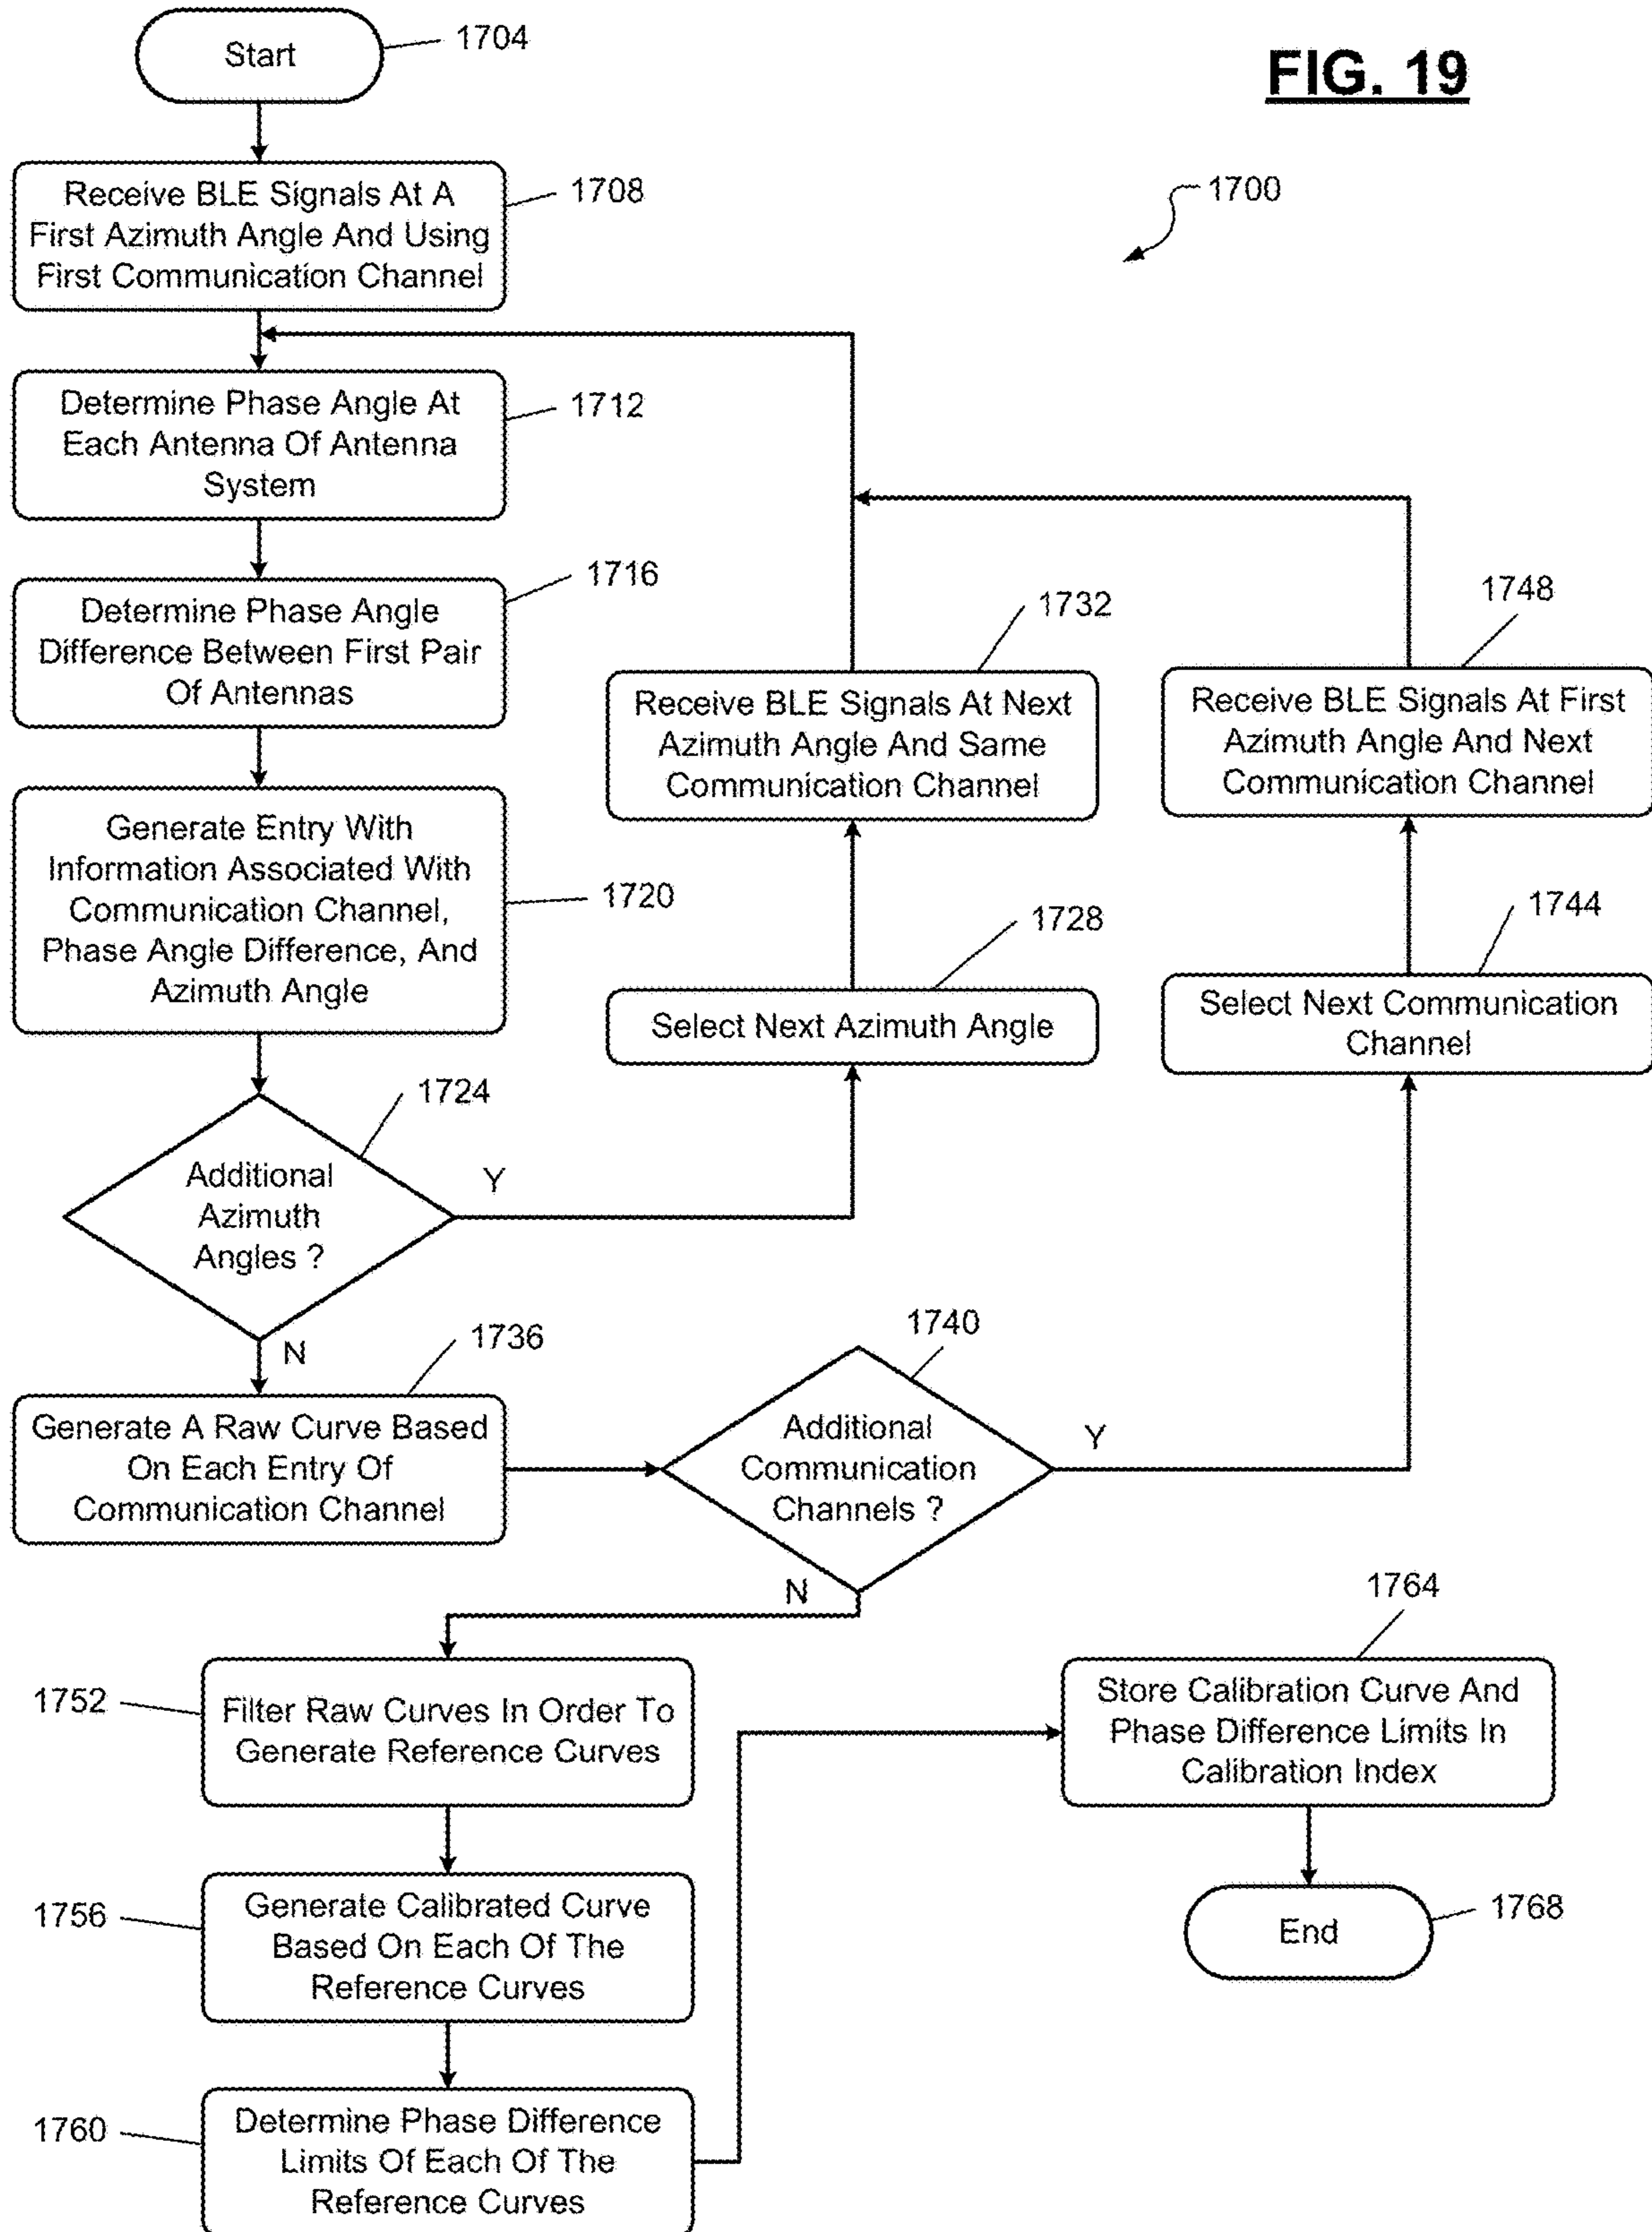 FIG. 19
1700
Start
1704
Receive BLE Signals At A
First Azimuth Angle And Using
First Communication Channel
1708
Determine Phase Angle At
Each Antenna Of Antenna
System
1712
Determine Phase Angle
Difference Between First Pair
Of Antennas
1716
Generate Entry With
Information Associated With
Communication Channel,
Phase Angle Difference, And
Azimuth Angle
1720
Additional
Azimuth
Angles ?
1724
Y
N
Select Next Azimuth Angle
1728
Receive BLE Signals At Next
Azimuth Angle And Same
Communication Channel
1732
Generate A Raw Curve Based
On Each Entry Of
Communication Channel
1736
Additional
Communication
Channels ?
1740
Y
N
Select Next Communication
Channel
1744
Receive BLE Signals At First
Azimuth Angle And Next
Communication Channel
1748
Filter Raw Curves In Order To
Generate Reference Curves
1752
Generate Calibrated Curve
Based On Each Of The
Reference Curves
1756
Determine Phase Difference
Limits Of Each Of The
Reference Curves
1760
Store Calibration Curve And
Phase Difference Limits In
Calibration Index
1764
End
1768